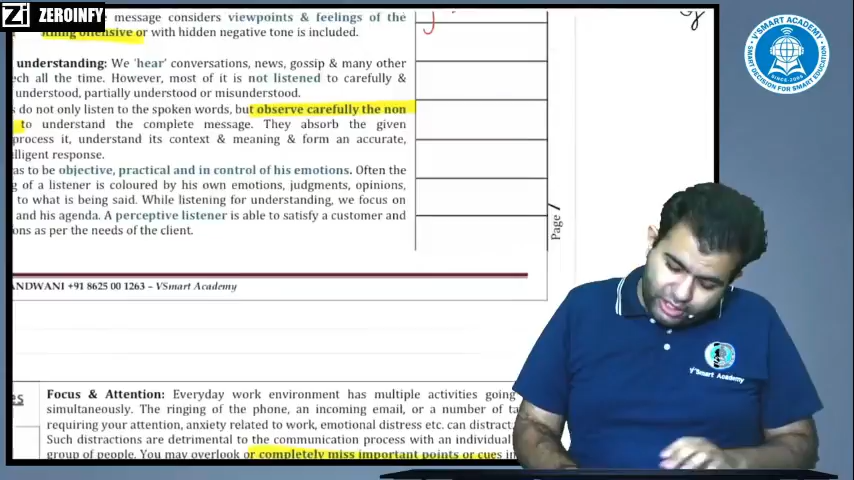 Zi ZEROINFY
e message considers viewpoints & feelings of the
thing offensive or with hidden negative tone is included.
understanding: We ‘hear’ conversations, news, gossip & many other
ech all the time. However, most of it is not listened to carefully &
understood, partially understood or misunderstood.
s do not only listen to the spoken words, but observe carefully the non
to understand the complete message. They absorb the given
process it, understand its context & meaning & form an accurate,
lligent response.
as to be objective, practical and in control of his emotions. Often the
g of a listener is coloured by his own emotions, judgments, opinions,
to what is being said. While listening for understanding, we focus on
and his agenda. A perceptive listener is able to satisfy a customer and
ons as per the needs of the client.
Page
ANDWANI +91 8625 00 1263 – VSmart Academy
es
Focus & Attention: Everyday work environment has multiple activities going
simultaneously. The ringing of the phone, an incoming email, or a number of ta
requiring your attention, anxiety related to work, emotional distress etc. can distract
Such distractions are detrimental to the communication process with an individual
group of people. You may overlook or completely miss important points or cues in
V'SMART ACADEMY
SINCE-2006
SMART DECISION FOR SMART EDUCATION
V'Smart Academy